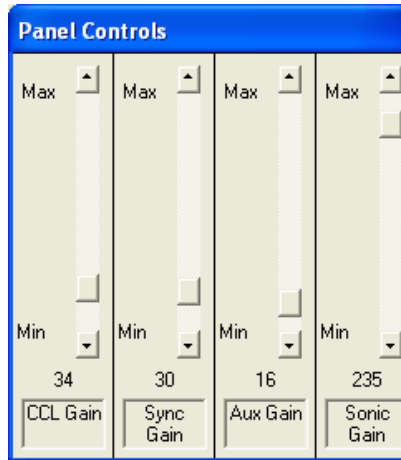 Panel Controls
Max Max Max Max
Min Min Min Min
34 30 16 235
CCL Gain Sync Aux Gain Sonic
Gain Gain